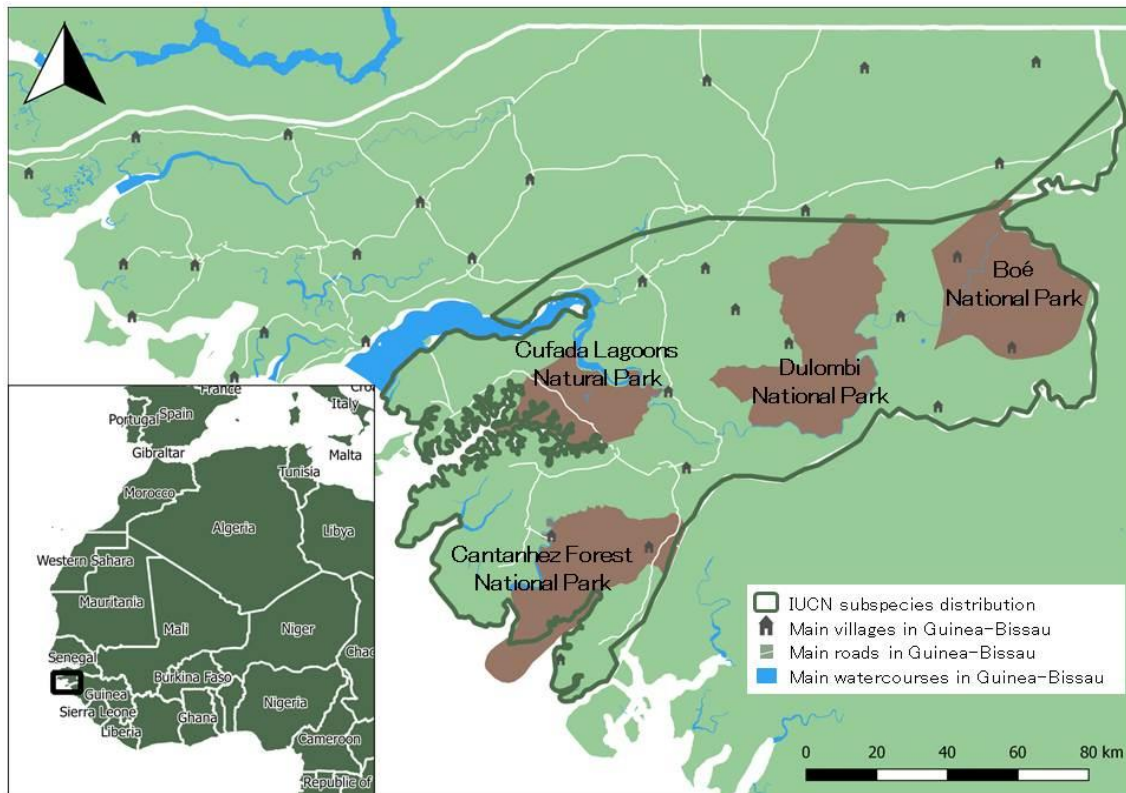 Boé
National Park
Cufada Lagoons
Natural Park
Dulombi
National Park
Cantanhez Forest
National Park
France
Portugal
Spain
Italy
Gibraltar
Malta
Tunisia
Morocco
Algeria
Libya
Western Sahara
Mauritania
Mali
Niger
Senegal
Burkina Faso
Guinea
Nigeria
Sierra Leone
Ghana
Liberia
Cameroon
Republic of
IUCN subspecies distribution
Main villages in Guinea-Bissau
Main roads in Guinea-Bissau
Main watercourses in Guinea-Bissau
0 20 40 60 80 km